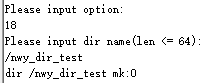 Please input option:
18
Please input dir name(len <= 64):
/nwy_dir_test
dir /nwy_dir_test mk:0